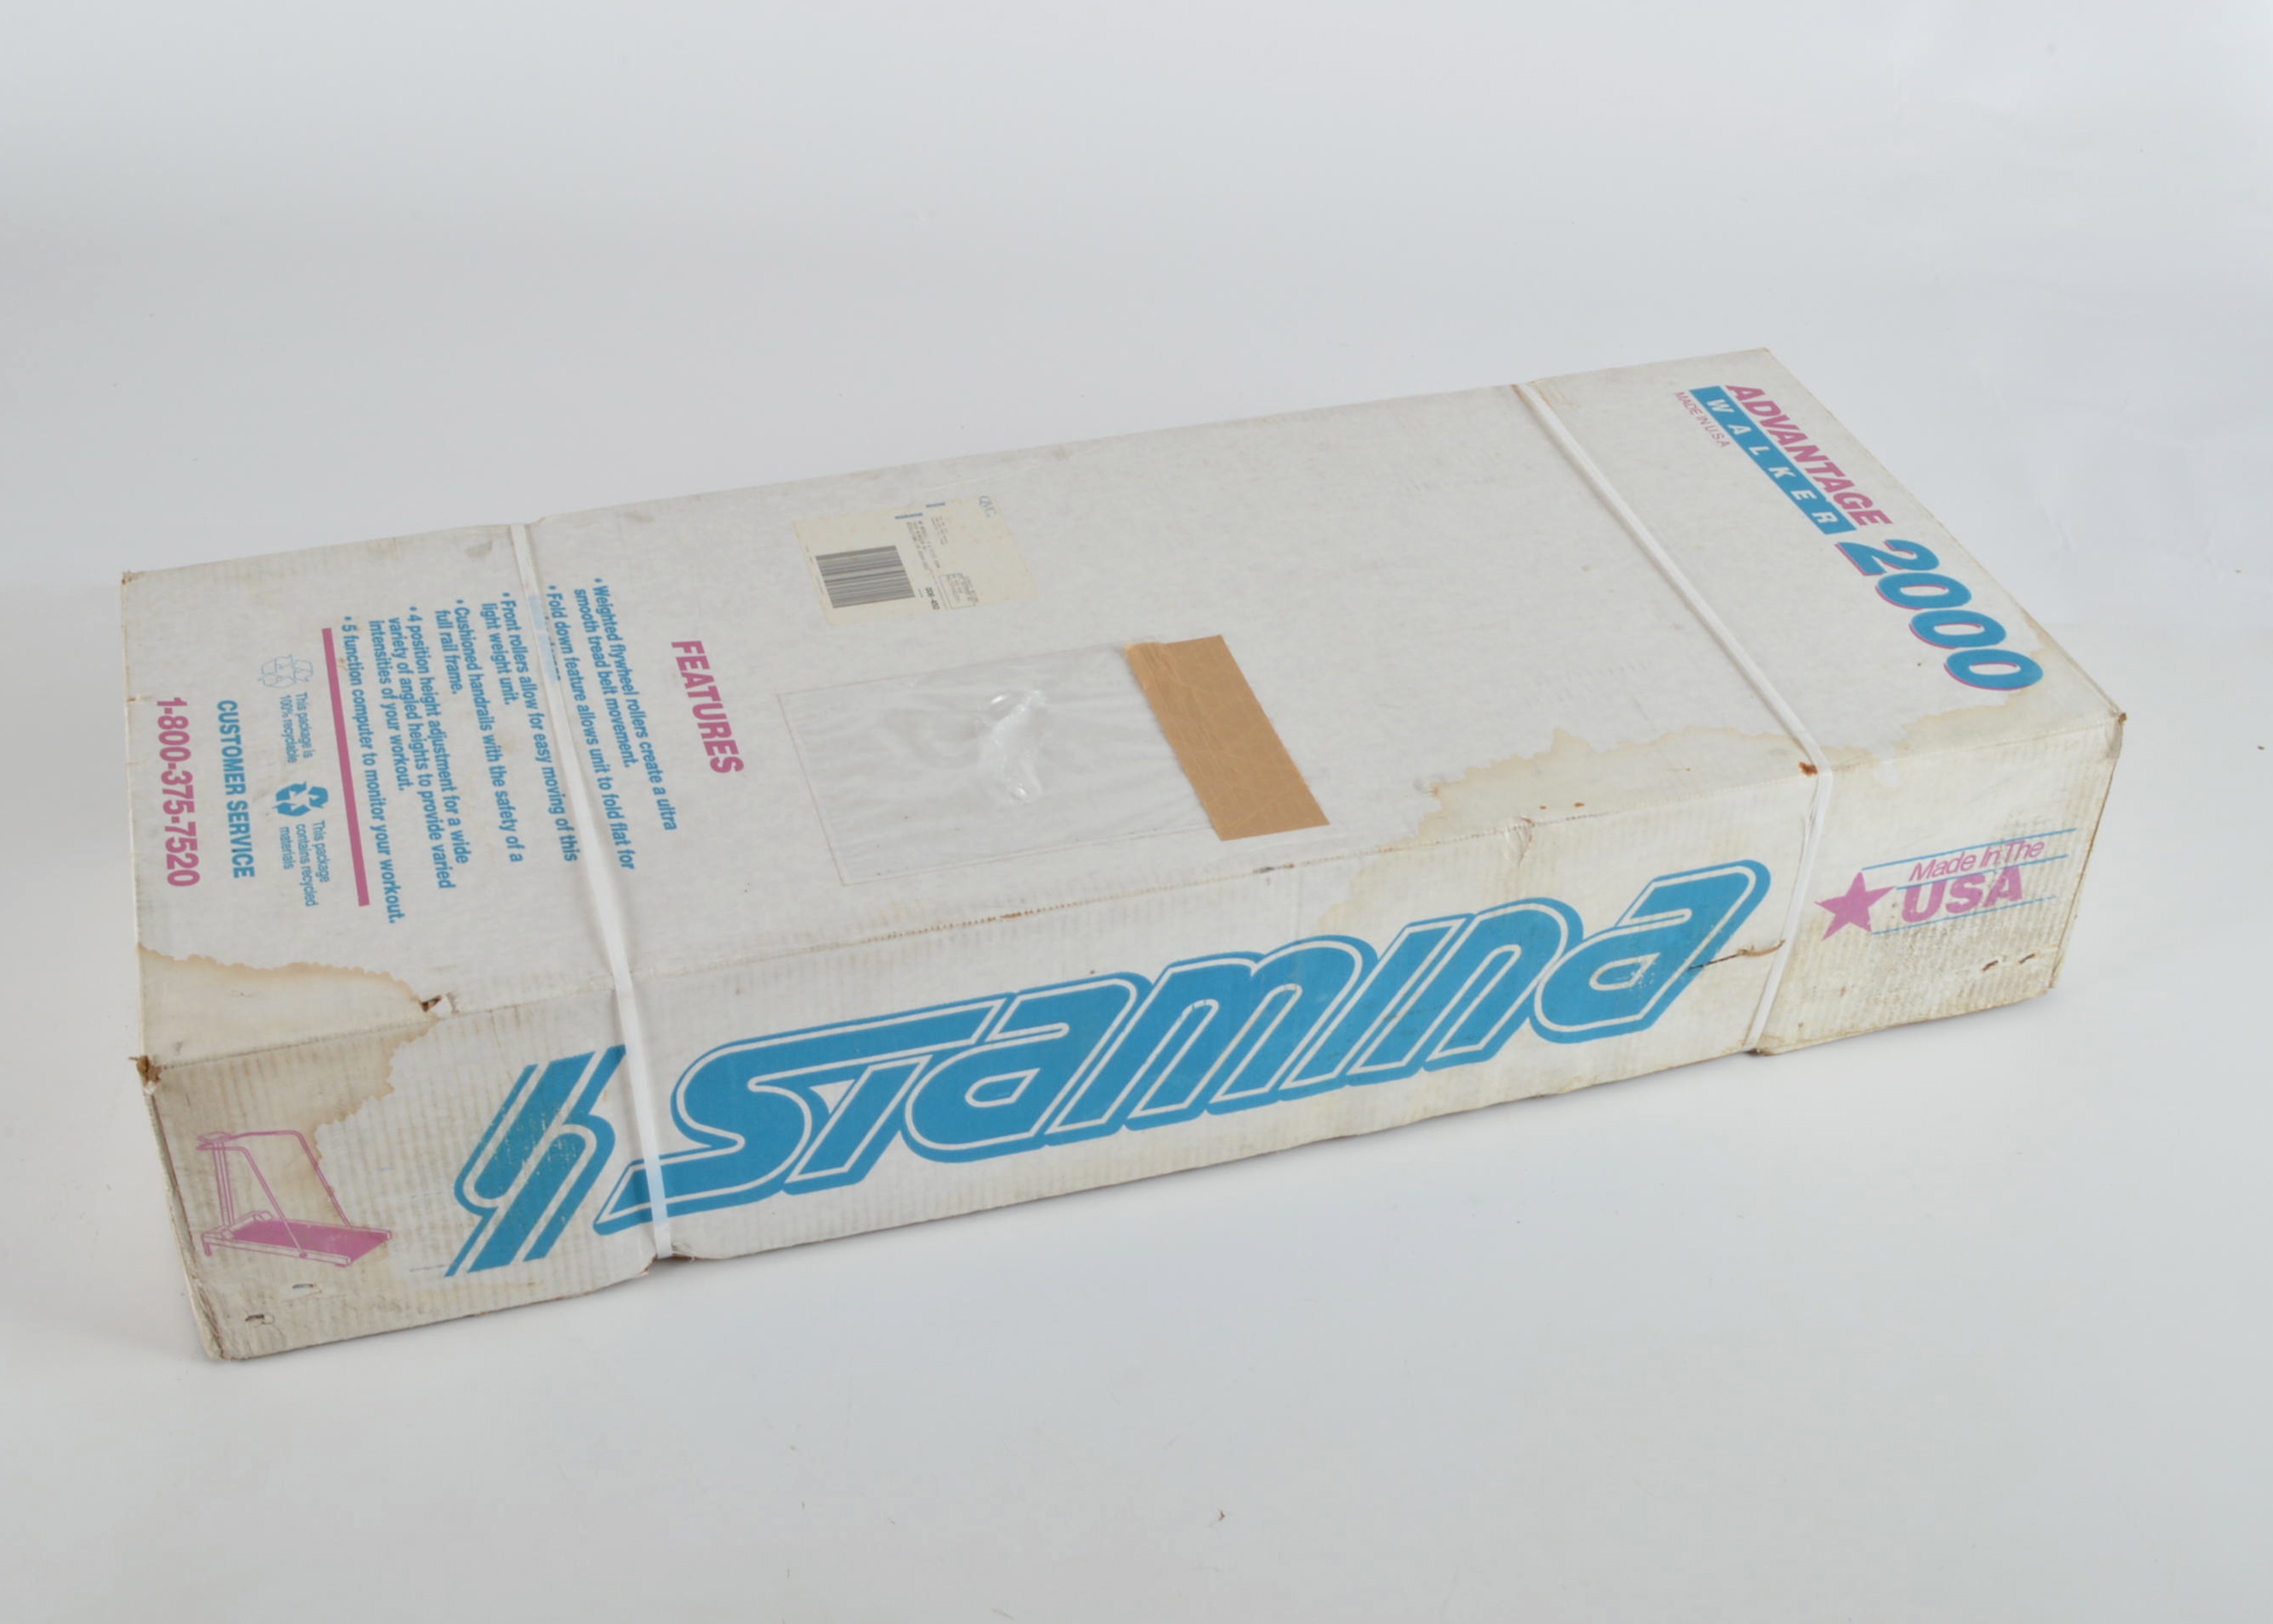 ADVANTAGE
WALKER
2000
MADE IN USA
QVC
FEATURES
• Weighted flywheel rollers create a ultra
smooth tread belt movement.
• Fold down feature allows unit to fold flat for
• Front rollers allow for easy moving of this
light weight unit.
• Cushioned handrails with the safety of a
full rail frame.
• 4 position height adjustment for a wide
variety of angled heights to provide varied
intensities of your workout.
• 5 function computer to monitor your workout.
This package is
100% recyclable
This package
contains recycled
materials
CUSTOMER SERVICE
1-800-375-7520
STAMINA
Made In The
USA